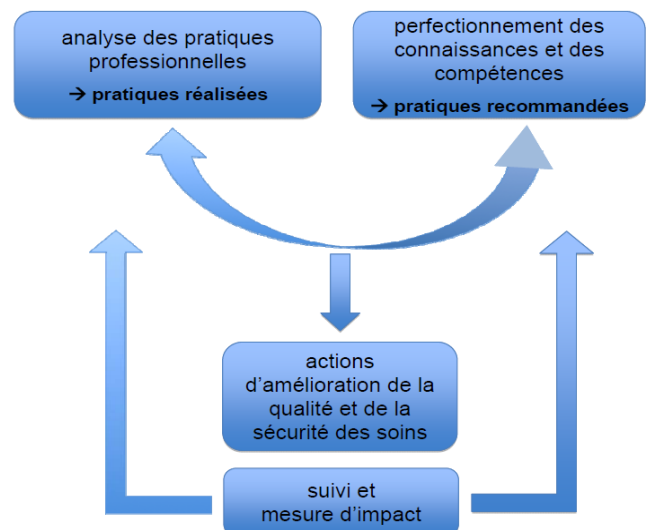 analyse des pratiques
professionnelles
→ pratiques réalisées
perfectionnement des
connaissances et des
compétences
→ pratiques recommandées
actions
d’amélioration de la
qualité et de la
sécurité des soins
suivi et
mesure d’impact